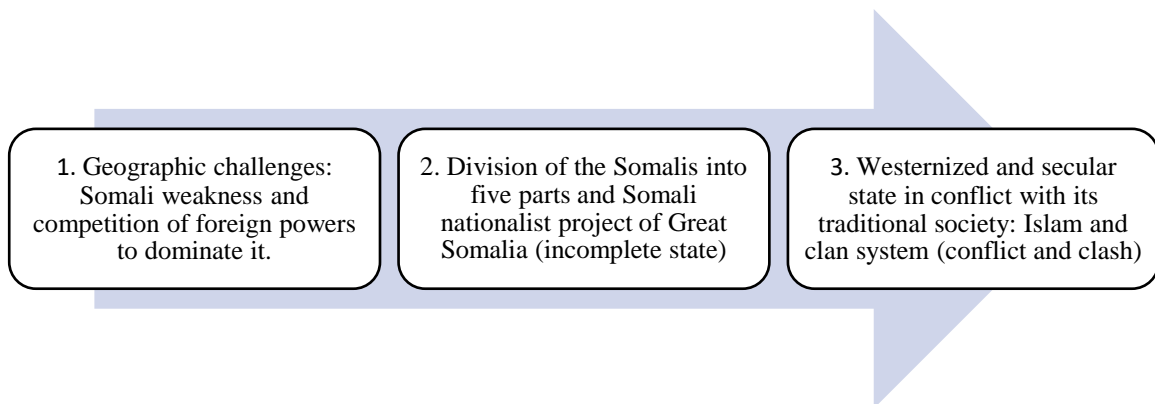 1. Geographic challenges:
Somali weakness and
competition of foreign powers
to dominate it.
2. Division of the Somalis into
five parts and Somali
nationalist project of Great
Somalia (incomplete state)
3. Westernized and secular
state in conflict with its
traditional society: Islam and
clan system (conflict and clash)